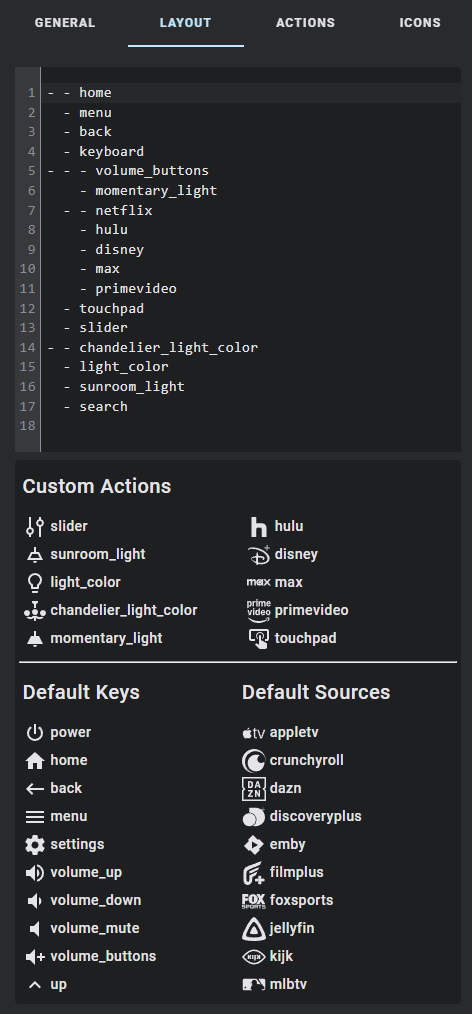 GENERAL LAYOUT ACTIONS ICONS
1 - - home
2 - menu
3 - back
4 - keyboard
5 - - - volume_buttons
6 - momentary_light
7 - - netflix
8 - hulu
9 - disney
10 - max
11 - primevideo
12 - touchpad
13 - slider
14 - - chandelier_light_color
15 - light_color
16 - sunroom_light
17 - search
18
Custom Actions
slider hulu
sunroom_light disney
light_color max max
chandelier_light_color prime video primevideo
momentary_light touchpad
Default Keys Default Sources
power tv appletv
home crunchyroll
back DAZN dazn
menu discoveryplus
settings emby
volume_up filmplus
volume_down FOX SPORTS foxsports
volume_mute jellyfin
volume_buttons KIJK kijk
up mlbtv